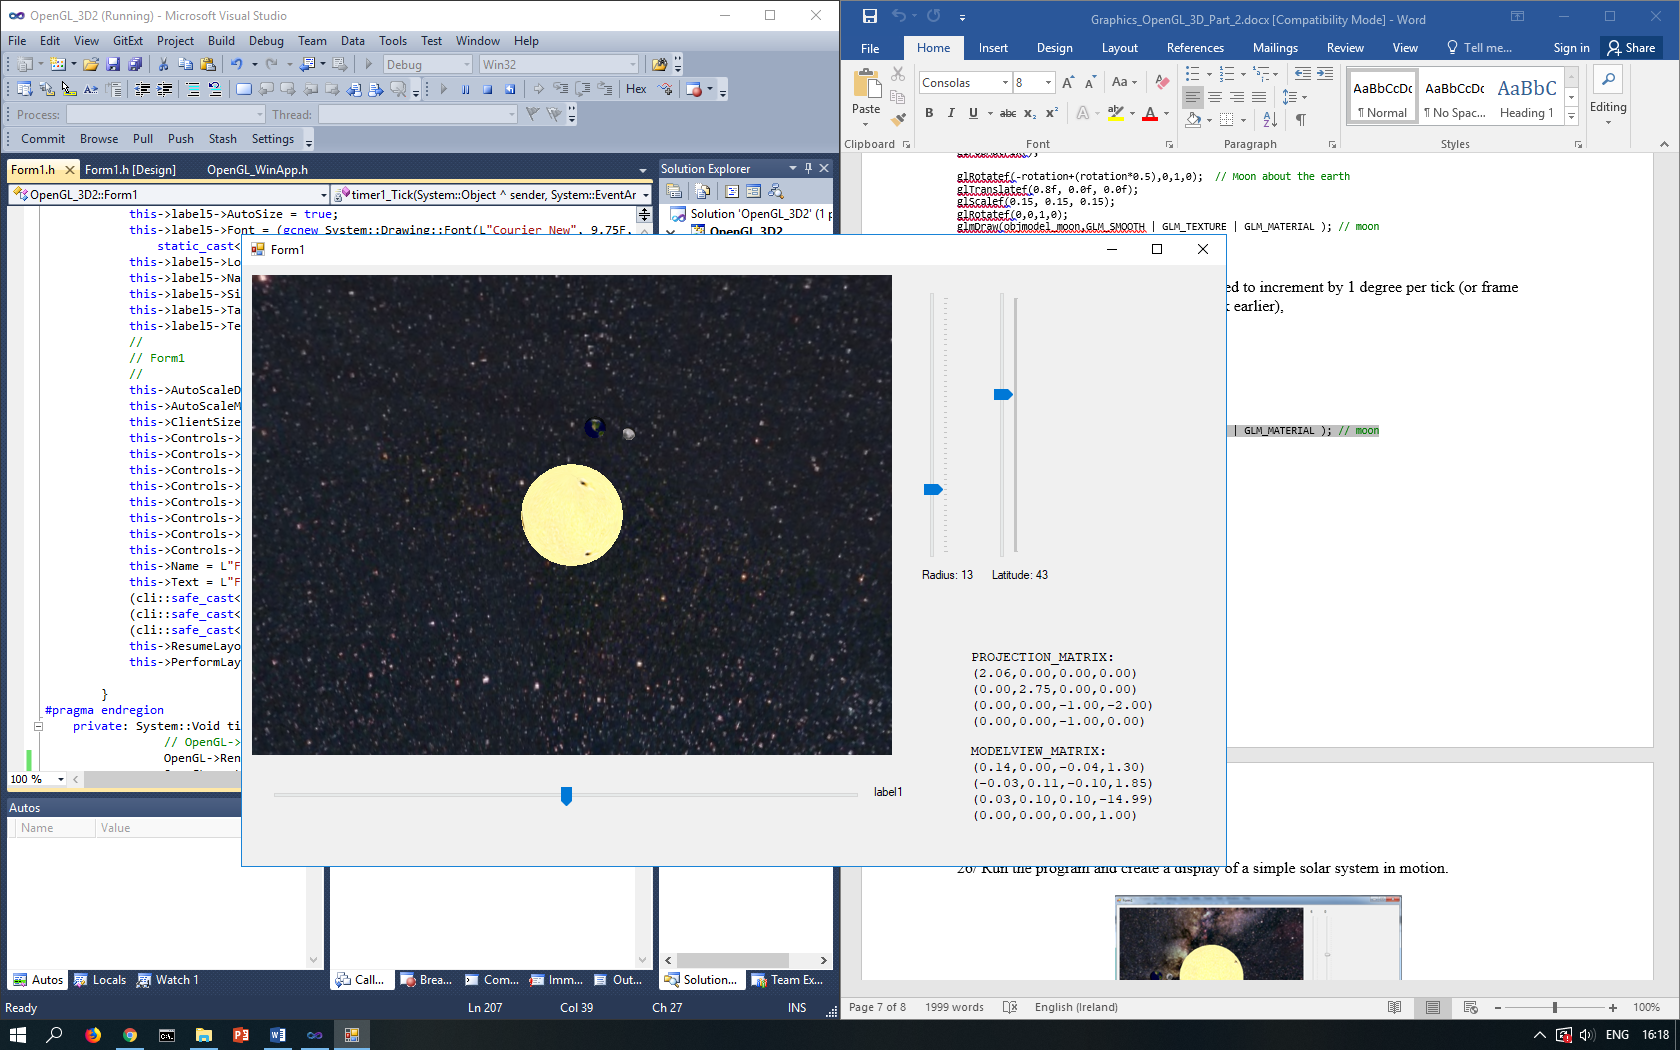 OpenGL_3D2 (Running) - Microsoft Visual Studio
File Edit View GitExt Project Build Debug Team Data Tools Test Window Help
Debug Win32
Hex
Process: Thread:
Commit Browse Pull Push Stash Settings
Form1.h Form1.h [Design] OpenGL_WinApp.h
OpenGL_3D2::Form1 timer1_Tick(System::Object ^ sender, System::EventAr
this->label5->AutoSize = true;
this->label5->Font = (gcnew System::Drawing::Font(L"Courier New", 9.75F,
static_cast<
this->label5->Lo
this->label5->Na
this->label5->Si
this->label5->Ta
this->label5->Te
//
// Form1
//
this->AutoScaleD
this->AutoScaleM
this->ClientSize
this->Controls->
this->Controls->
this->Controls->
this->Controls->
this->Controls->
this->Controls->
this->Controls->
this->Controls->
this->Name = L"F
this->Text = L"F
(cli::safe_cast<
(cli::safe_cast<
(cli::safe_cast<
this->ResumeLayo
this->PerformLay
}
#pragma endregion
private: System::Void ti
// OpenGL->
OpenGL->Ren
100 %
Solution Explorer
Solution 'OpenGL_3D2' (1 p
OpenGL_3D2
Autos
Name Value
Autos Locals Watch 1
Call... Brea... Com... Imm... Out...
Solution... Team Ex...
Ready Ln 207 Col 39 Ch 27 INS
Form1
Radius: 13 Latitude: 43
PROJECTION_MATRIX:
(2.06,0.00,0.00,0.00)
(0.00,2.75,0.00,0.00)
(0.00,0.00,-1.00,-2.00)
(0.00,0.00,-1.00,0.00)
MODELVIEW_MATRIX:
(0.14,0.00,-0.04,1.30)
(-0.03,0.11,-0.10,1.85)
(0.03,0.10,0.10,-14.99)
(0.00,0.00,0.00,1.00)
label1
Graphics_OpenGL_3D_Part_2.docx [Compatibility Mode] - Word
File Home Insert Design Layout References Mailings Review View Tell me... Sign in Share
Paste
Clipboard
Consolas 8
Aa
B I U abc x2 x2 A ab A
Font
Paragraph
AaBbCcDc AaBbCcDc AaBbC
¶ Normal ¶ No Spac... Heading 1
Styles
Editing
glRotatef(-rotation+(rotation*0.5),0,1,0); // Moon about the earth
glTranslatef(0.8f, 0.0f, 0.0f);
glScalef(0.15, 0.15, 0.15);
glRotatef(0,0,1,0);
glmDraw(objmodel_moon,GLM_SMOOTH | GLM_TEXTURE | GLM_MATERIAL ); // moon
ed to increment by 1 degree per tick (or frame
earlier),
| GLM_MATERIAL ); // moon
26/ Run the program and create a display of a simple solar system in motion.
Page 7 of 8 1999 words English (Ireland) 100%
ENG 16:18